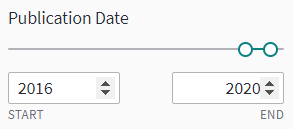 Publication Date
2016 2020
START END